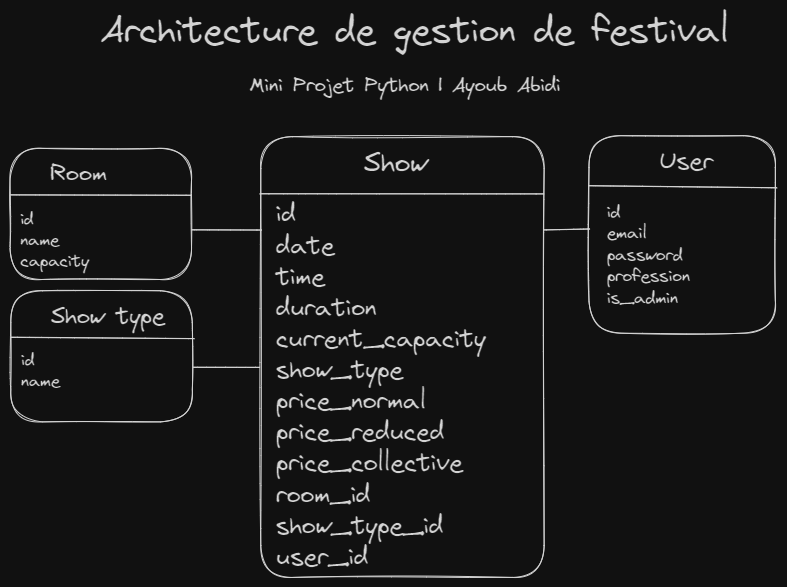 Architecture de gestion de festival
Mini Projet Python | Ayoub Abidi
Room
id
name
capacity
Show type
id
name
Show
id
date
time
duration
current_capacity
show_type
price_normal
price_reduced
price_collective
room_id
show_type_id
user_id
User
id
email
password
profession
is_admin